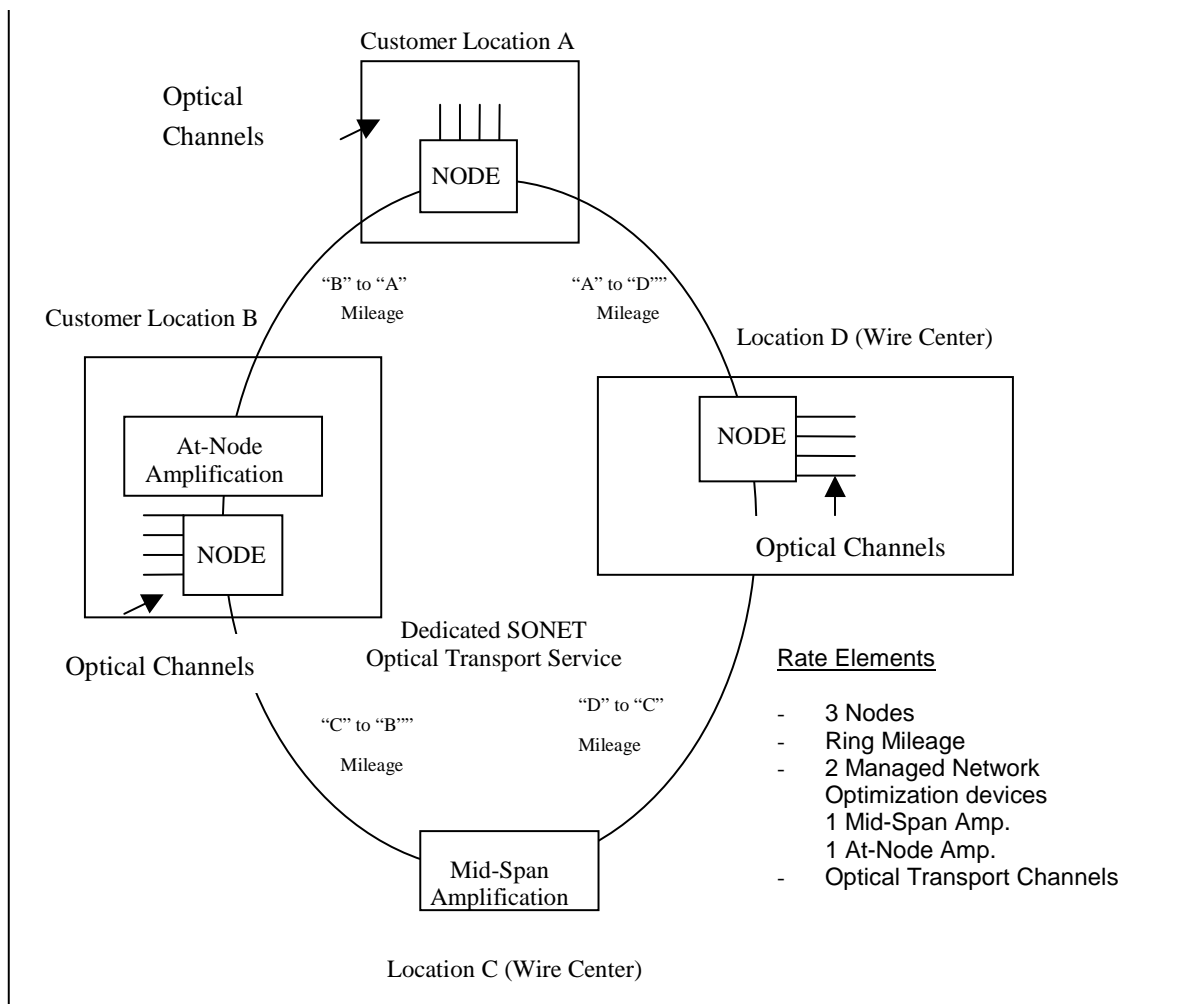 Customer Location A
Optical
Channels
NODE
“B” to “A”
Mileage
“A” to “D””
Mileage
Customer Location B
Location D (Wire Center)
At-Node
Amplification
NODE
NODE
Optical Channels
Optical Channels
Dedicated SONET
Optical Transport Service
“C” to “B””
Mileage
“D” to “C”
Mileage
Mid-Span
Amplification
Location C (Wire Center)
Rate Elements
- 3 Nodes
- Ring Mileage
- 2 Managed Network
Optimization devices
1 Mid-Span Amp.
1 At-Node Amp.
- Optical Transport Channels